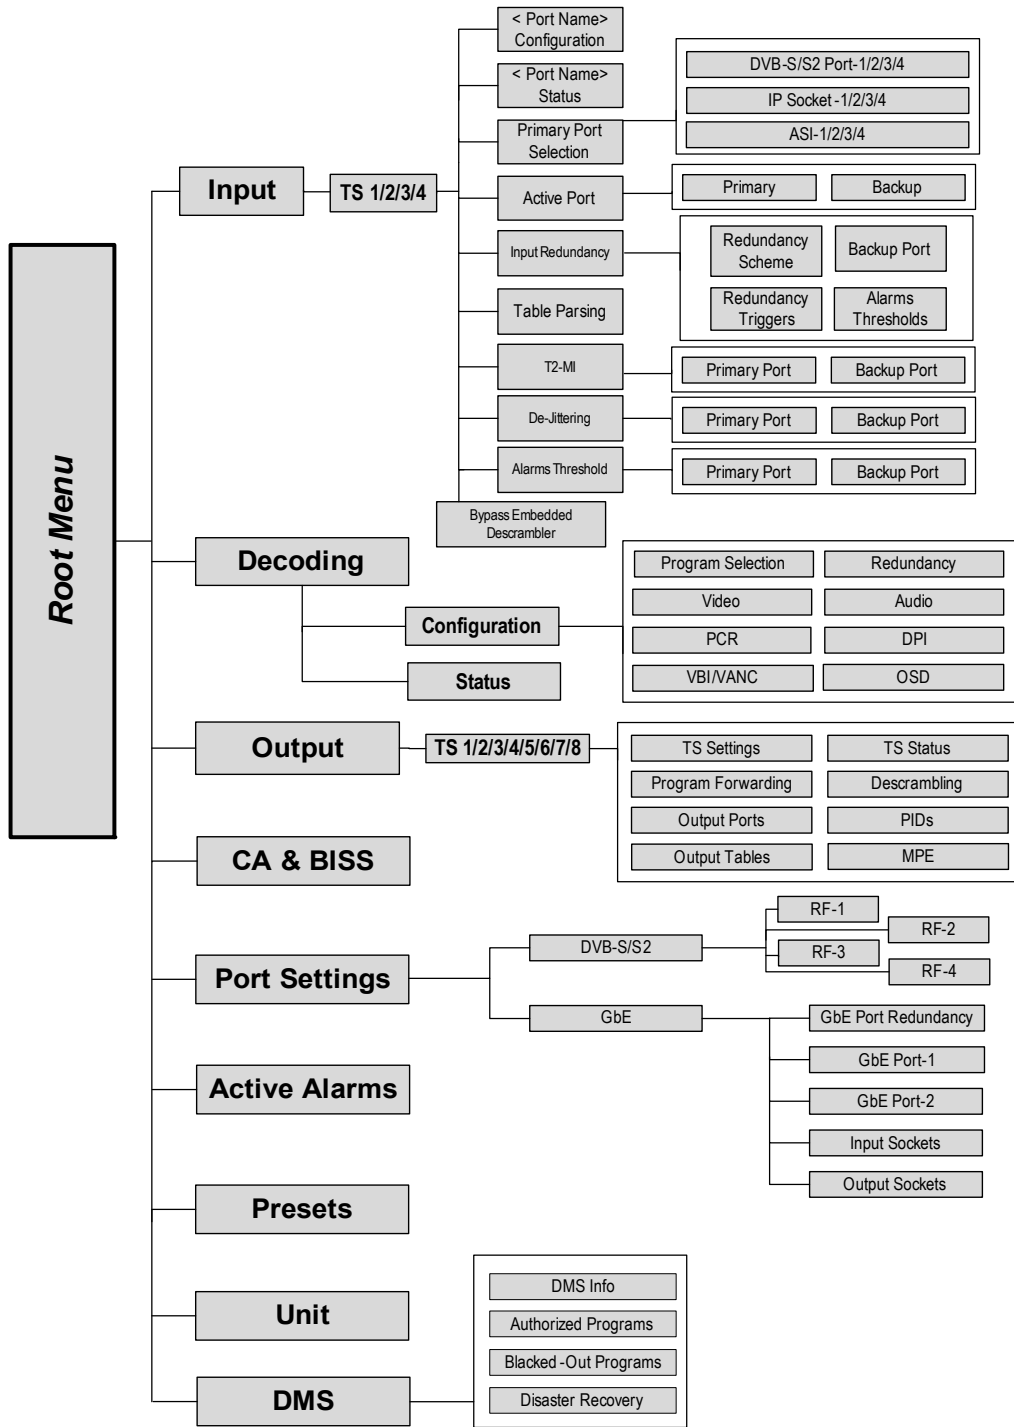 Root Menu
Input
TS 1/2/3/4
< Port Name>
Configuration
< Port Name>
Status
Primary Port
Selection
DVB-S/S2 Port-1/2/3/4
IP Socket -1/2/3/4
ASI-1/2/3/4
Active Port
Primary
Backup
Input Redundancy
Redundancy
Scheme
Backup Port
Redundancy
Triggers
Alarms
Thresholds
Table Parsing
T2-MI
Primary Port
Backup Port
De-Jittering
Primary Port
Backup Port
Alarms Threshold
Primary Port
Backup Port
Bypass Embedded
Descrambler
Decoding
Configuration
Program Selection
Redundancy
Video
Audio
PCR
DPI
VBI/VANC
OSD
Status
Output
TS 1/2/3/4/5/6/7/8
TS Settings
TS Status
Program Forwarding
Descrambling
Output Ports
PIDs
Output Tables
MPE
CA & BISS
Port Settings
DVB-S/S2
RF-1
RF-2
RF-3
RF-4
GbE
GbE Port Redundancy
GbE Port-1
GbE Port-2
Input Sockets
Output Sockets
Active Alarms
Presets
Unit
DMS
DMS Info
Authorized Programs
Blacked -Out Programs
Disaster Recovery